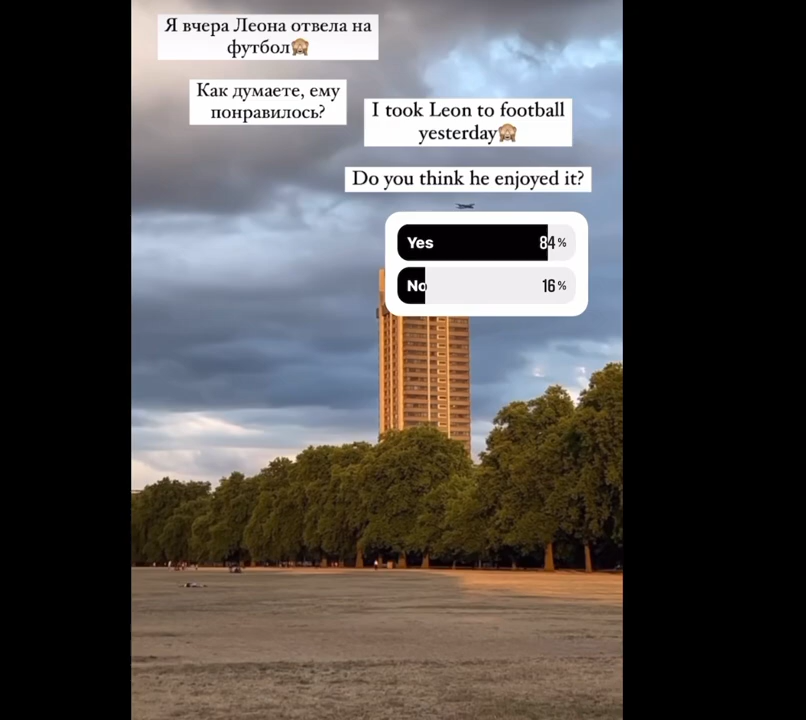 Я вчера Леона отвела на
футбол🙈
Как думаете, ему
понравилось?
I took Leon to football
yesterday🙈
Do you think he enjoyed it?
Yes 84%
No 16%